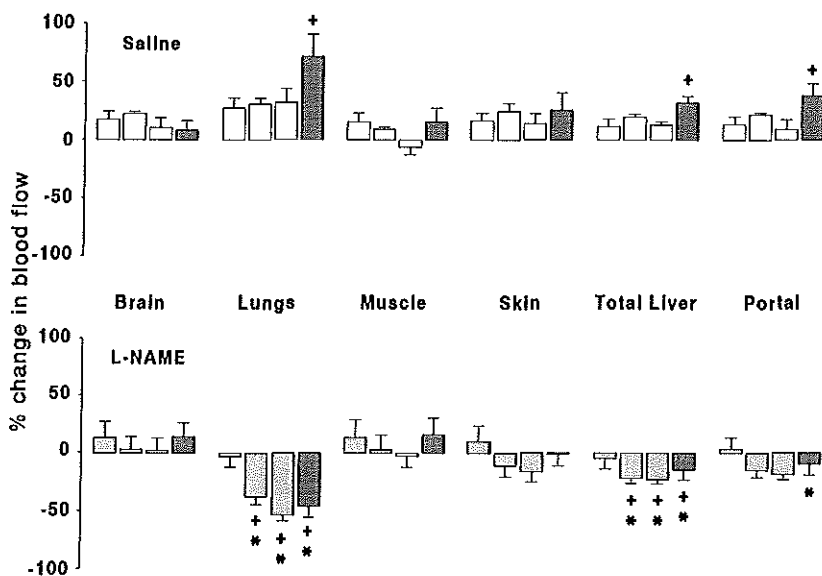 100
Saline
50
0
-50
-100
% change in blood flow
Brain Lungs Muscle Skin Total Liver Portal
100
L-NAME
50
0
-50
-100
+
+
+
+ + +
* * *
+ + +
* * *
*